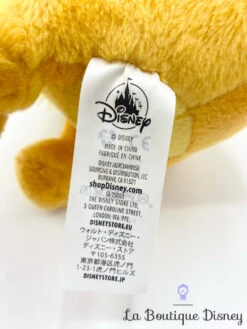 DISNEY
© DISNEY
MADE IN CHINA
FABRIQUÉ EN CHINE
DISNEY MERCHANDISE
SOURCING & DISTRIBUTION, LLC
BURBANK, CA 91521
shopDisney.com
CA 25003
THE DISNEY STORE LTD.
3 QUEEN CAROLINE STREET,
LONDON W6 9PE
DISNEYSTORE.EU
ウォルト・ディズニー・
ジャパン株式会社
ディズニーストア
〒105-6355
東京都港区虎ノ門
1-23-1虎ノ門ヒルズ
DISNEYSTORE.JP
La Boutique Disney